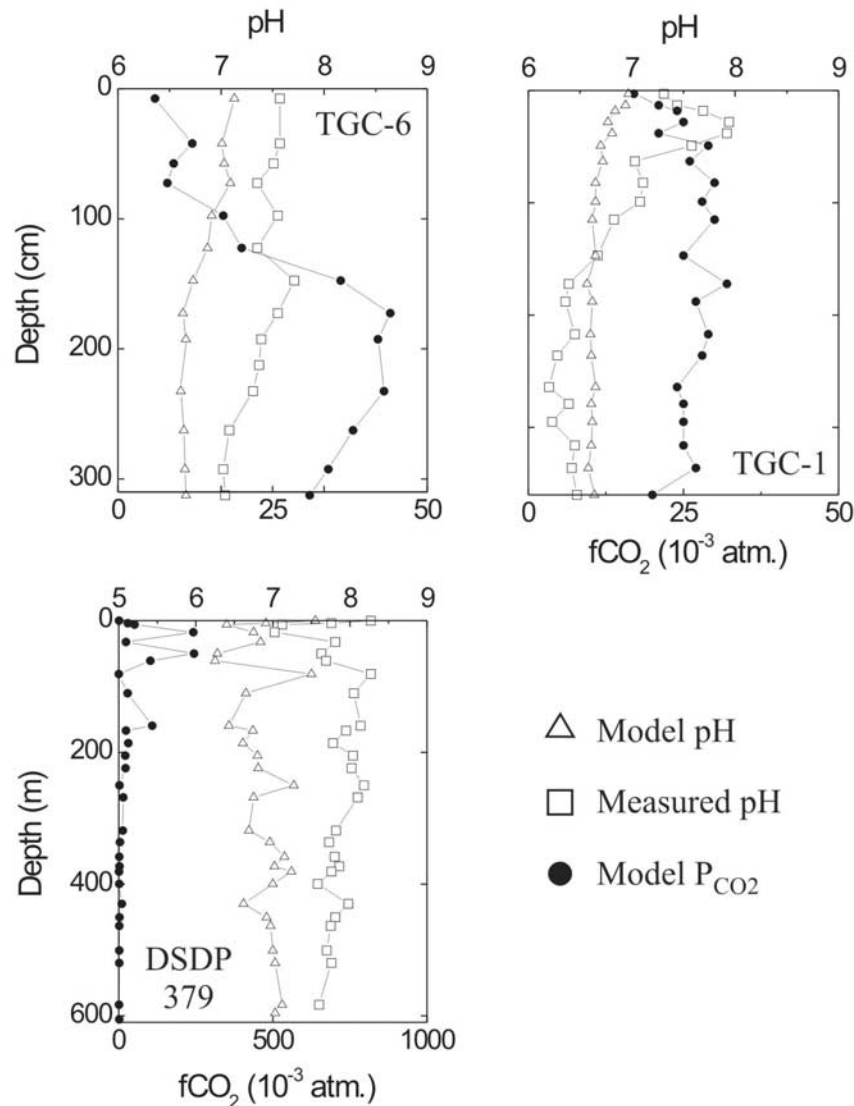 pH
pH
6 7 8 9
6 7 8 9
0
100
200
300
Depth (cm)
TGC-6
TGC-1
0 25 50
0 25 50
fCO₂ (10⁻³ atm.)
5 6 7 8 9
0
200
400
600
Depth (m)
DSDP
379
0 500 1000
fCO₂ (10⁻³ atm.)
Model pH
Measured pH
Model P_CO2